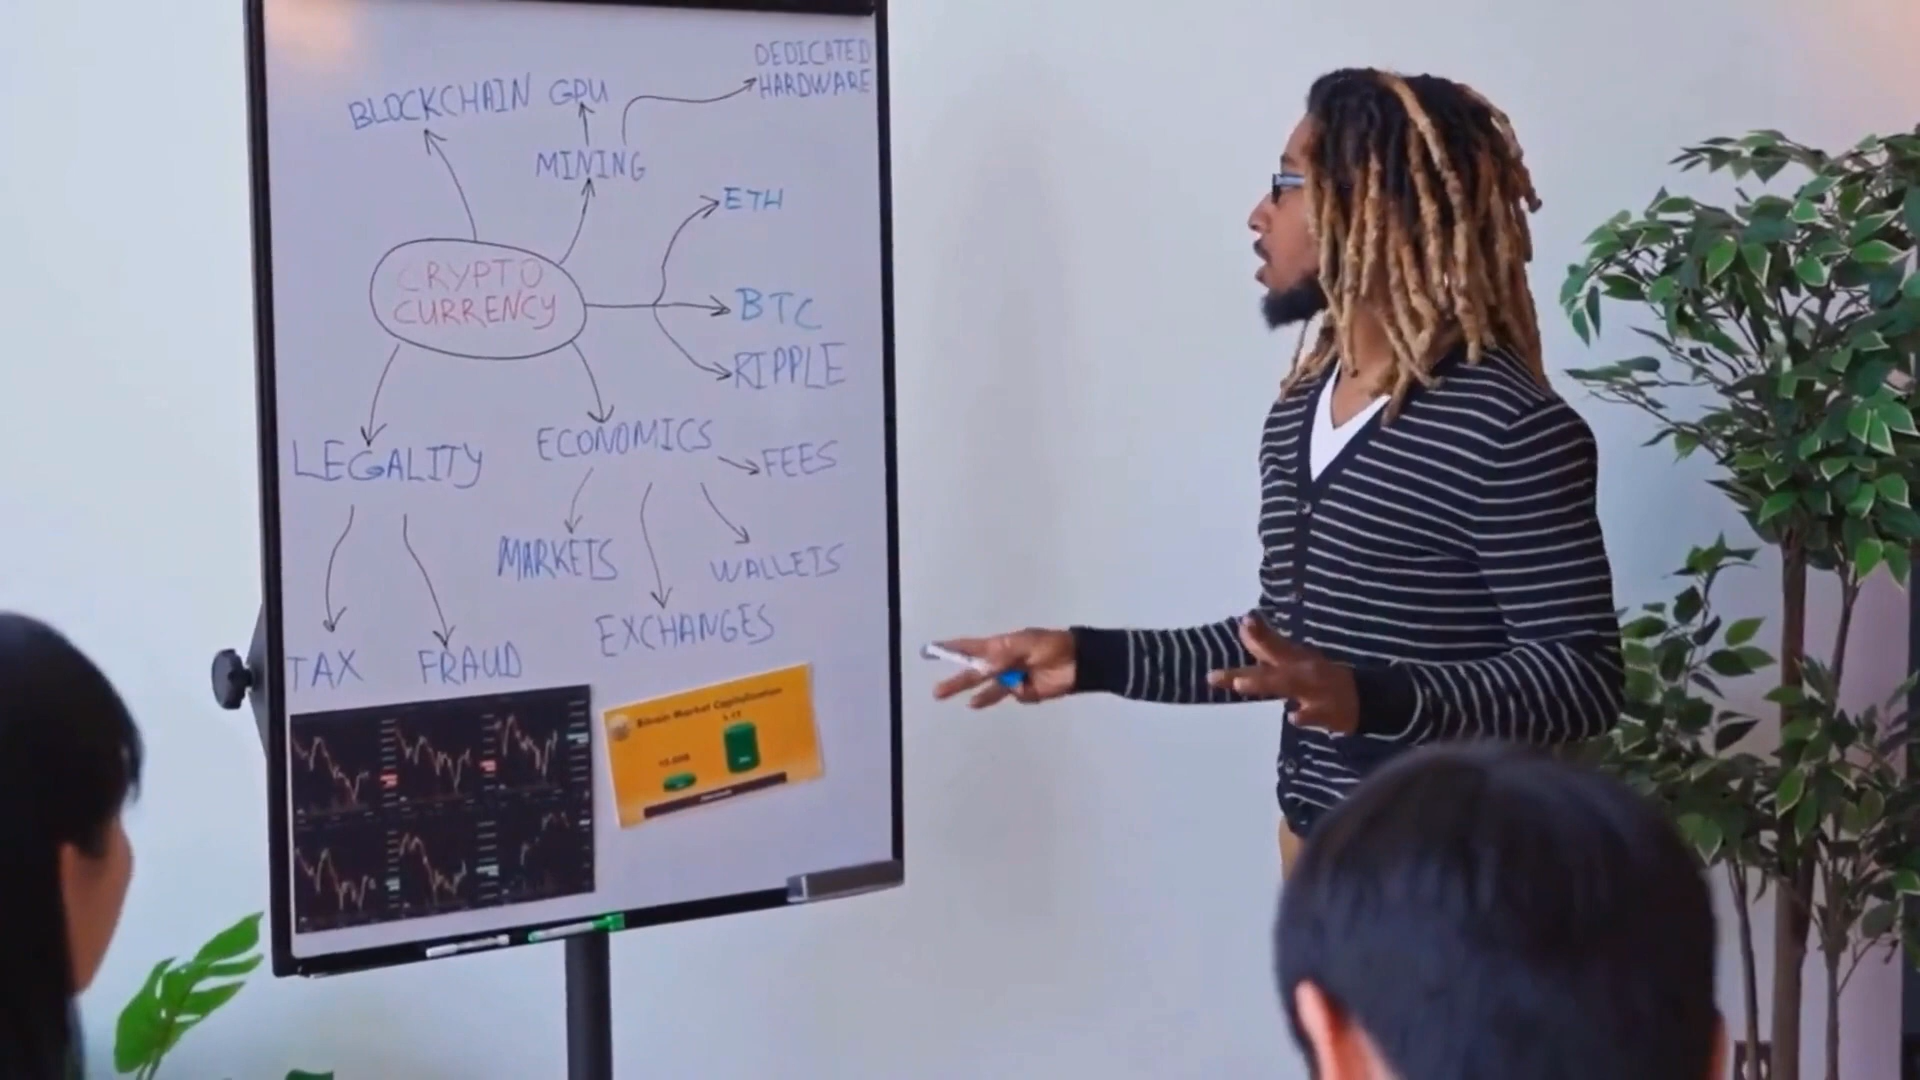 DEDICATED
HARDWARE
BLOCKCHAIN
GPU
MINING
ETH
CRYPTO
CURRENCY
BTC
RIPPLE
LEGALITY
ECONOMICS
FEES
MARKETS
WALLETS
EXCHANGES
TAX
FRAUD
Bitcoin Market Capitalization